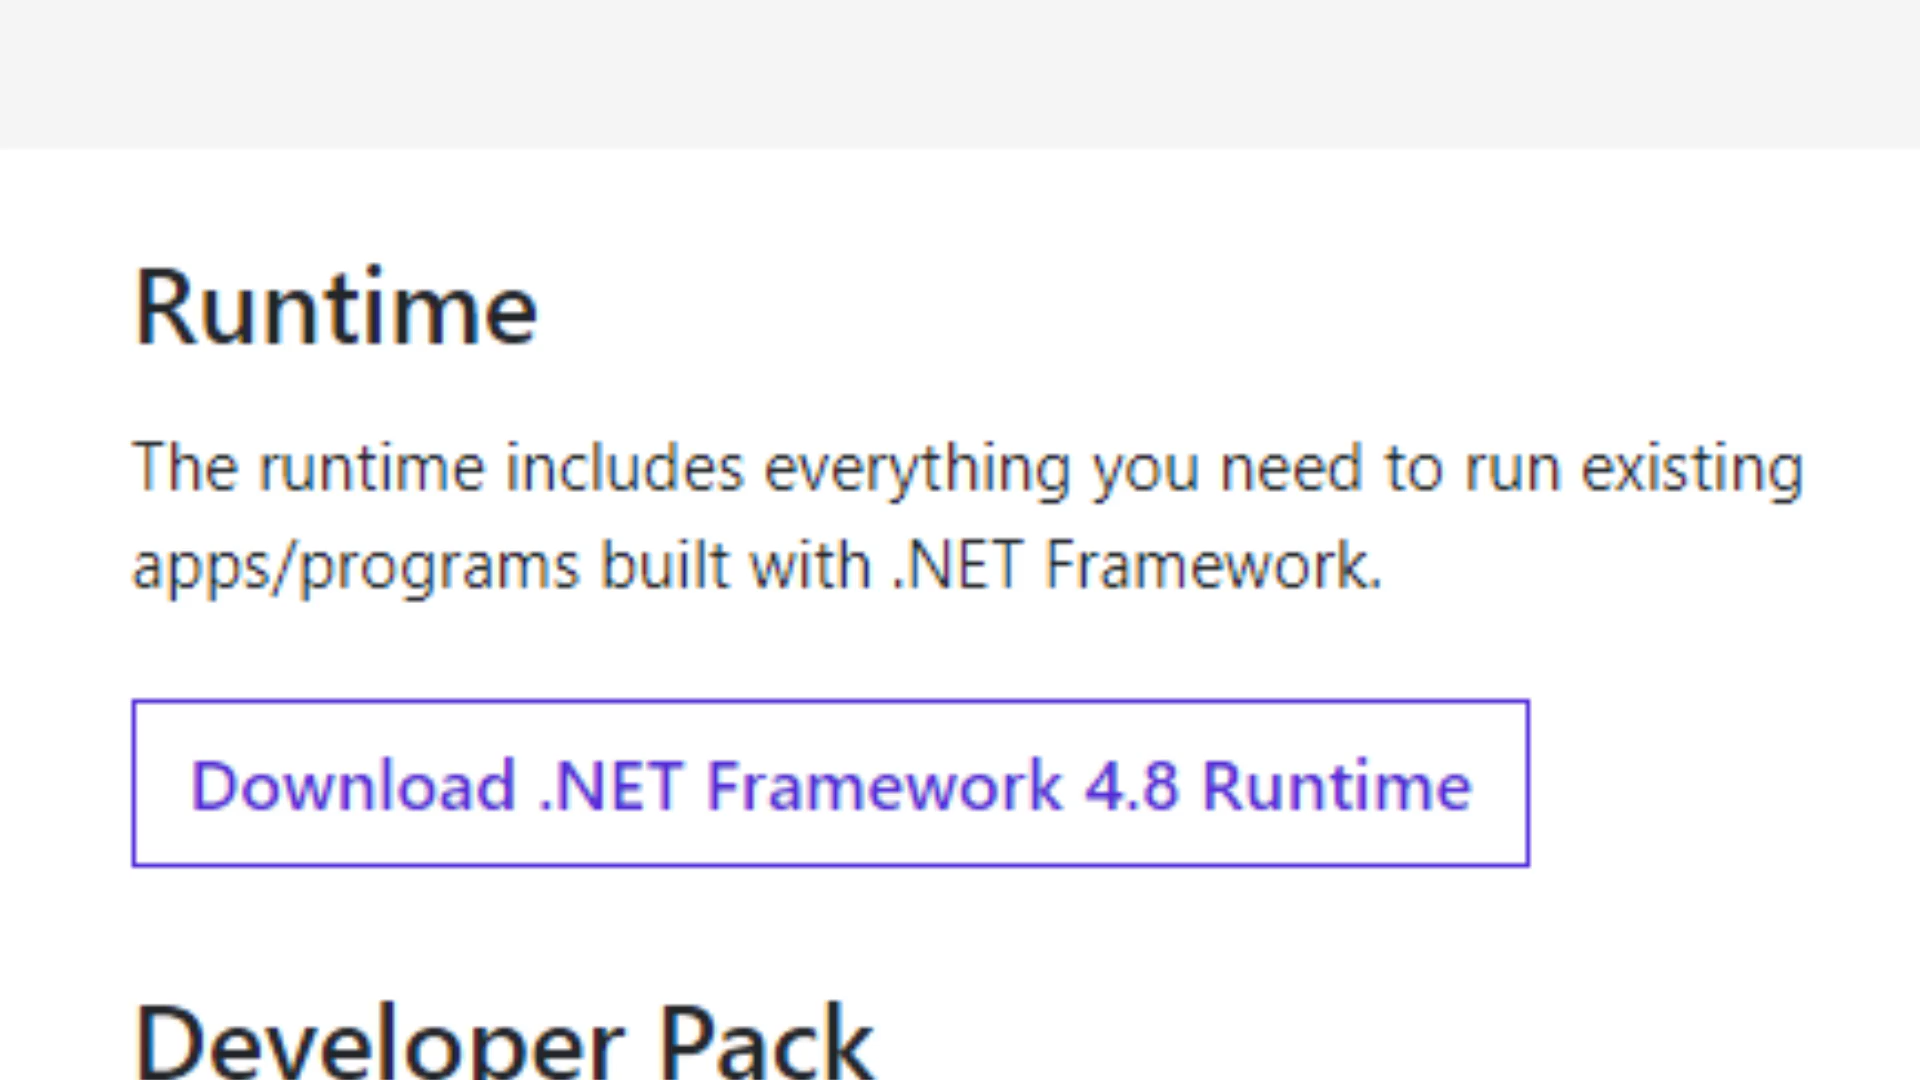 Runtime
The runtime includes everything you need to run existing
apps/programs built with .NET Framework.
Download .NET Framework 4.8 Runtime
Developer Pack